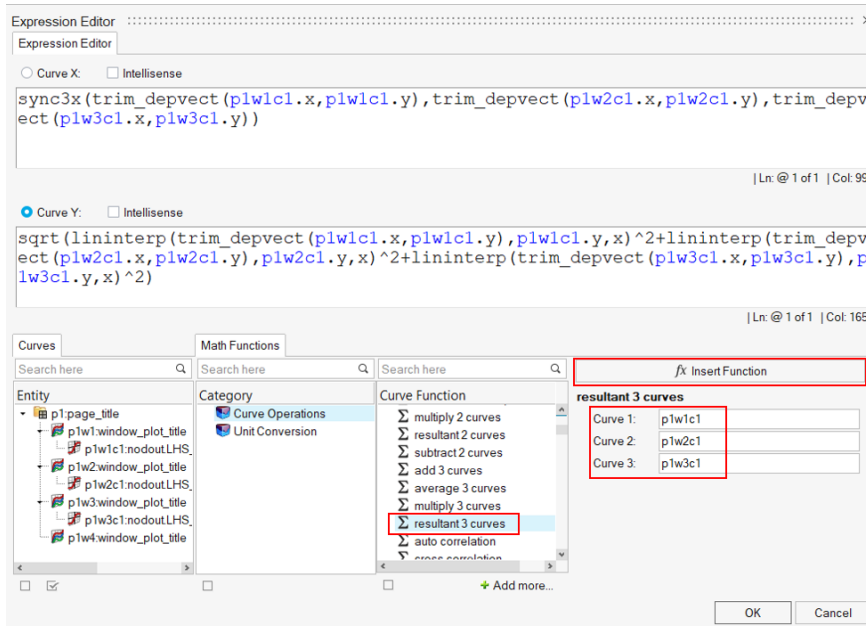 Expression Editor
Expression Editor
Curve X: Intellisense
sync3x(trim_depvect(p1w1c1.x,p1w1c1.y),trim_depvect(p1w2c1.x,p1w2c1.y),trim_depv
ect(p1w3c1.x,p1w3c1.y))
| Ln: @ 1 of 1 | Col: 99
Curve Y: Intellisense
sqrt(lininterp(trim_depvect(p1w1c1.x,p1w1c1.y),p1w1c1.y,x)^2+lininterp(trim_depv
ect(p1w2c1.x,p1w2c1.y),p1w2c1.y,x)^2+lininterp(trim_depvect(p1w3c1.x,p1w3c1.y),p
1w3c1.y,x)^2)
| Ln: @ 1 of 1 | Col: 165
Curves Math Functions
Search here Search here Search here fx Insert Function
Entity Category Curve Function resultant 3 curves
p1:page_title Curve Operations multiply 2 curves Curve 1: p1w1c1
p1w1:window_plot_title Unit Conversion resultant 2 curves Curve 2: p1w2c1
p1w1c1:nodout.LHS_ subtract 2 curves Curve 3: p1w3c1
p1w2:window_plot_title add 3 curves
p1w2c1:nodout.LHS_ average 3 curves
p1w3:window_plot_title multiply 3 curves
p1w3c1:nodout.LHS_ resultant 3 curves
p1w4:window_plot_title auto correlation
cross correlation
Add more...
OK Cancel